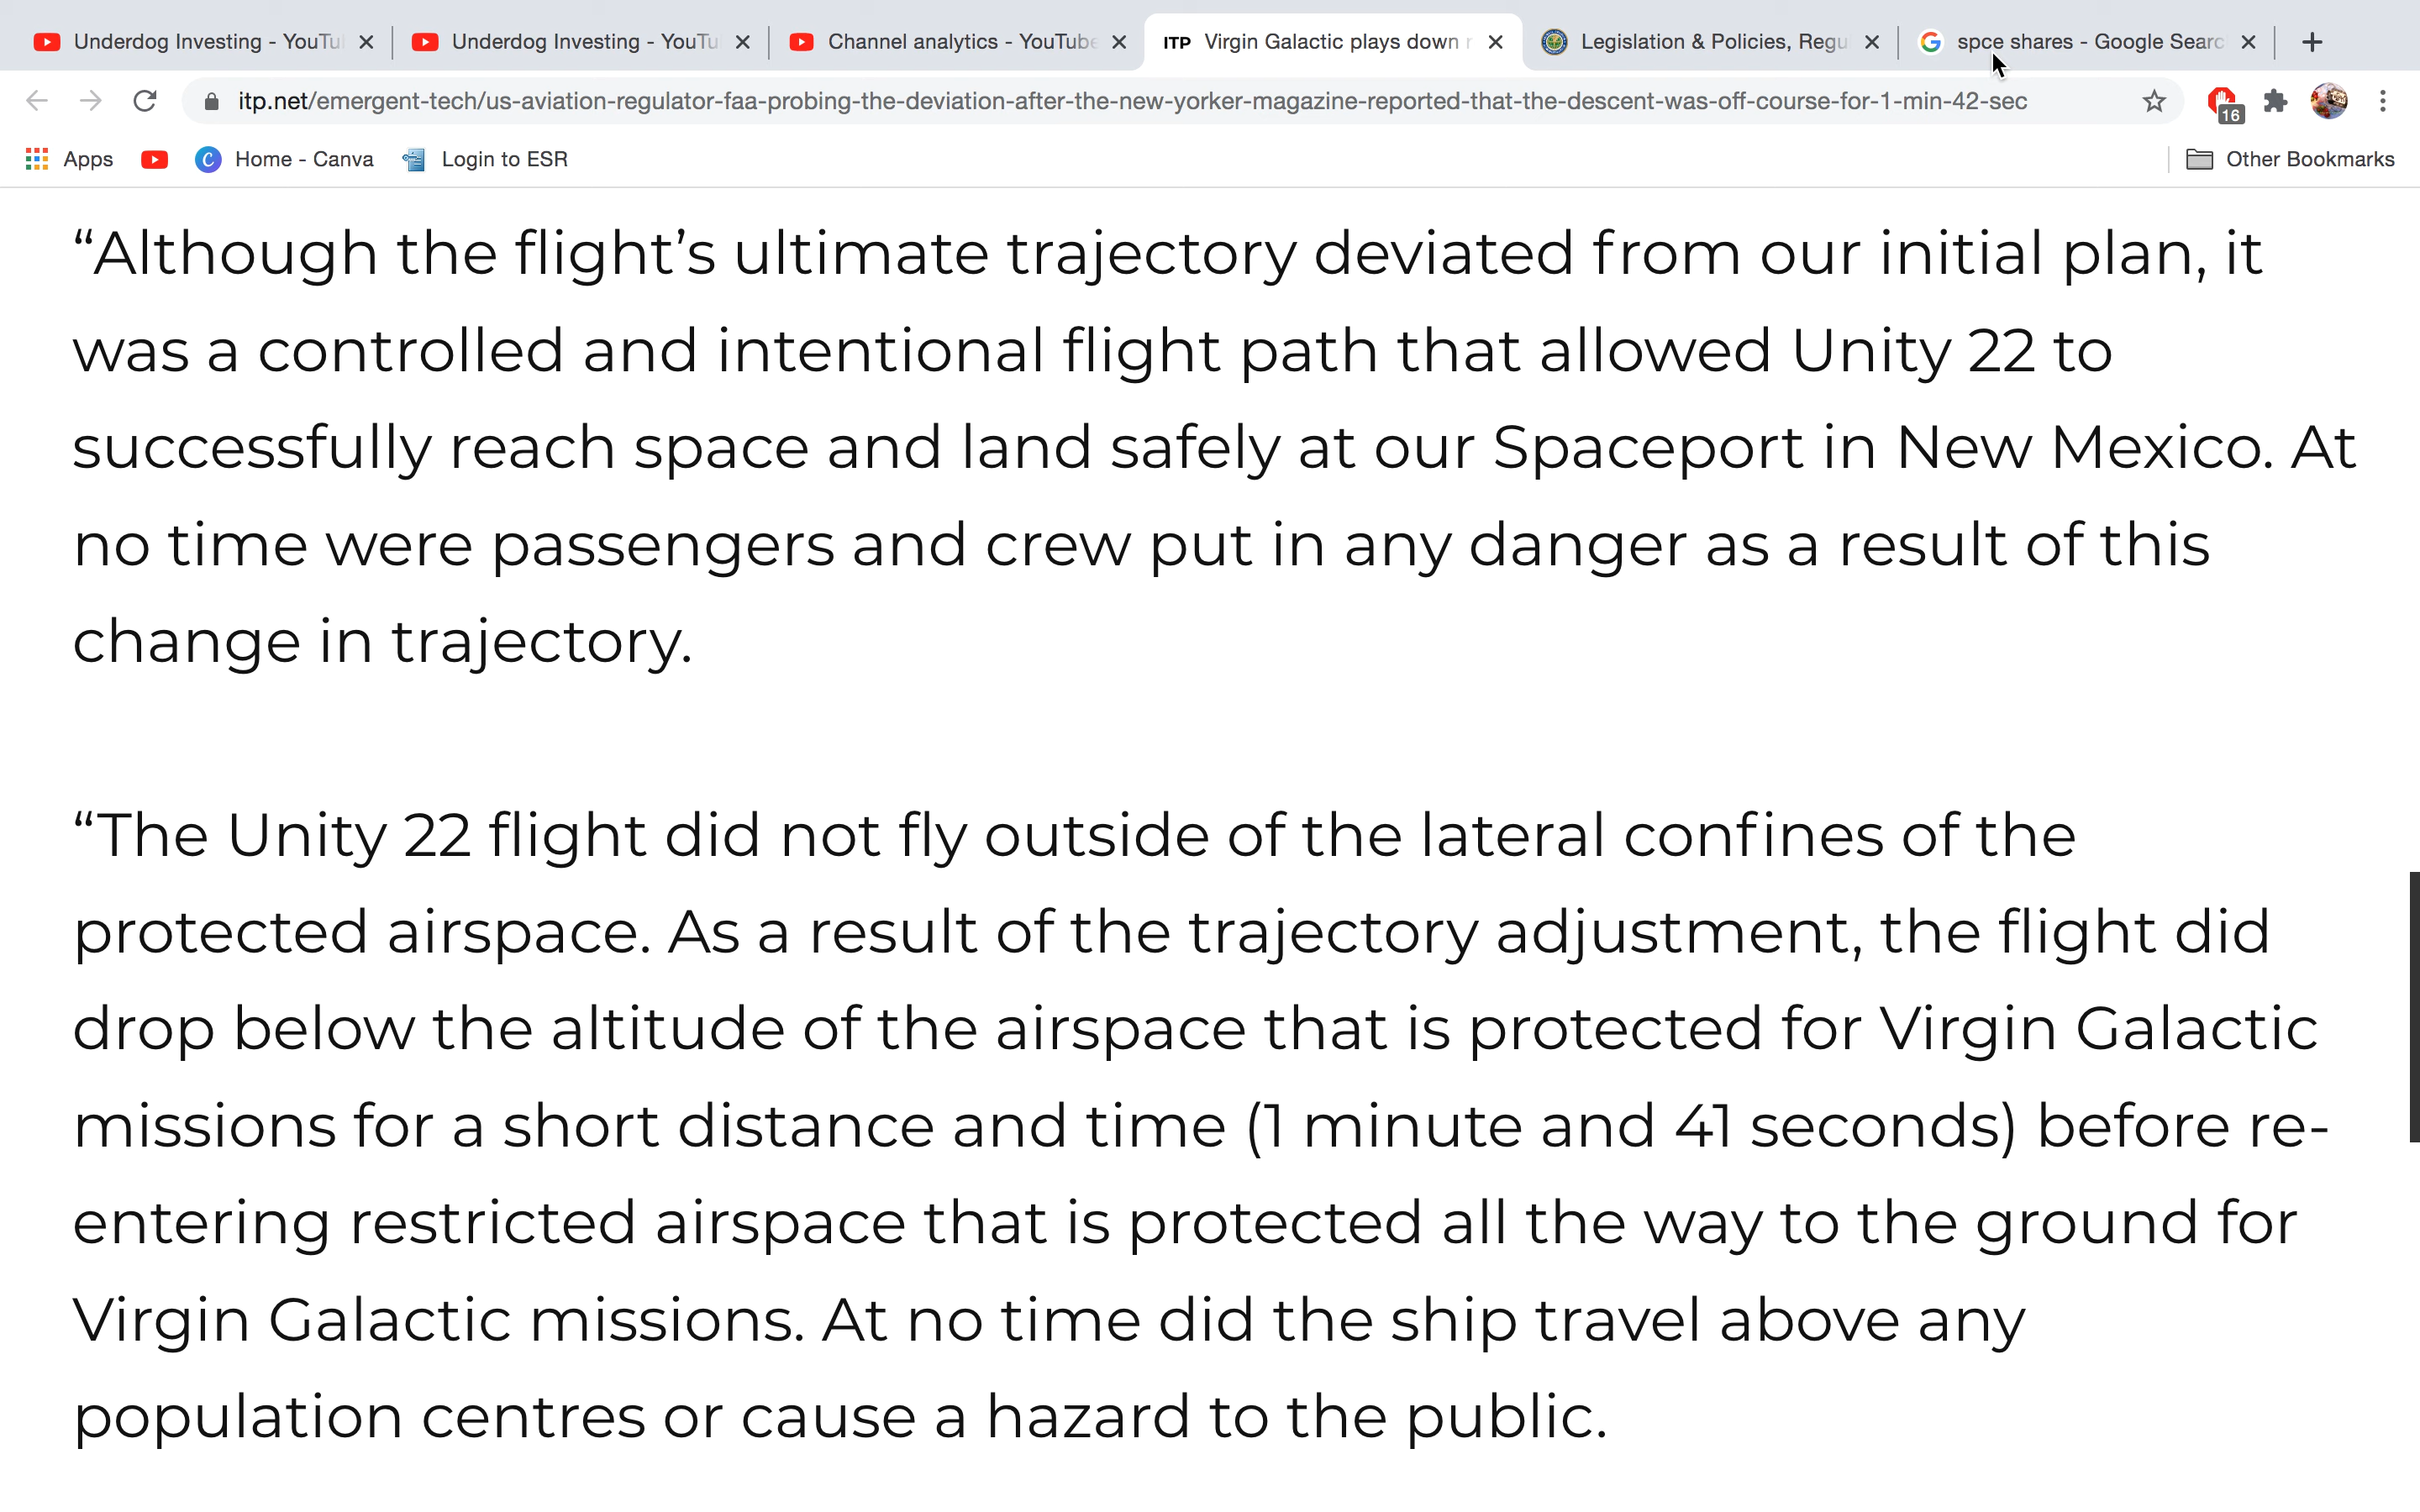 Underdog Investing - YouTu
Underdog Investing - YouTu
Channel analytics - YouTube
ITP Virgin Galactic plays down r
Legislation & Policies, Regu
spce shares - Google Searc
itp.net/emergent-tech/us-aviation-regulator-faa-probing-the-deviation-after-the-new-yorker-magazine-reported-that-the-descent-was-off-course-for-1-min-42-sec
16
Apps
Home - Canva
Login to ESR
Other Bookmarks
“Although the flight’s ultimate trajectory deviated from our initial plan, it
was a controlled and intentional flight path that allowed Unity 22 to
successfully reach space and land safely at our Spaceport in New Mexico. At
no time were passengers and crew put in any danger as a result of this
change in trajectory.
“The Unity 22 flight did not fly outside of the lateral confines of the
protected airspace. As a result of the trajectory adjustment, the flight did
drop below the altitude of the airspace that is protected for Virgin Galactic
missions for a short distance and time (1 minute and 41 seconds) before re-
entering restricted airspace that is protected all the way to the ground for
Virgin Galactic missions. At no time did the ship travel above any
population centres or cause a hazard to the public.